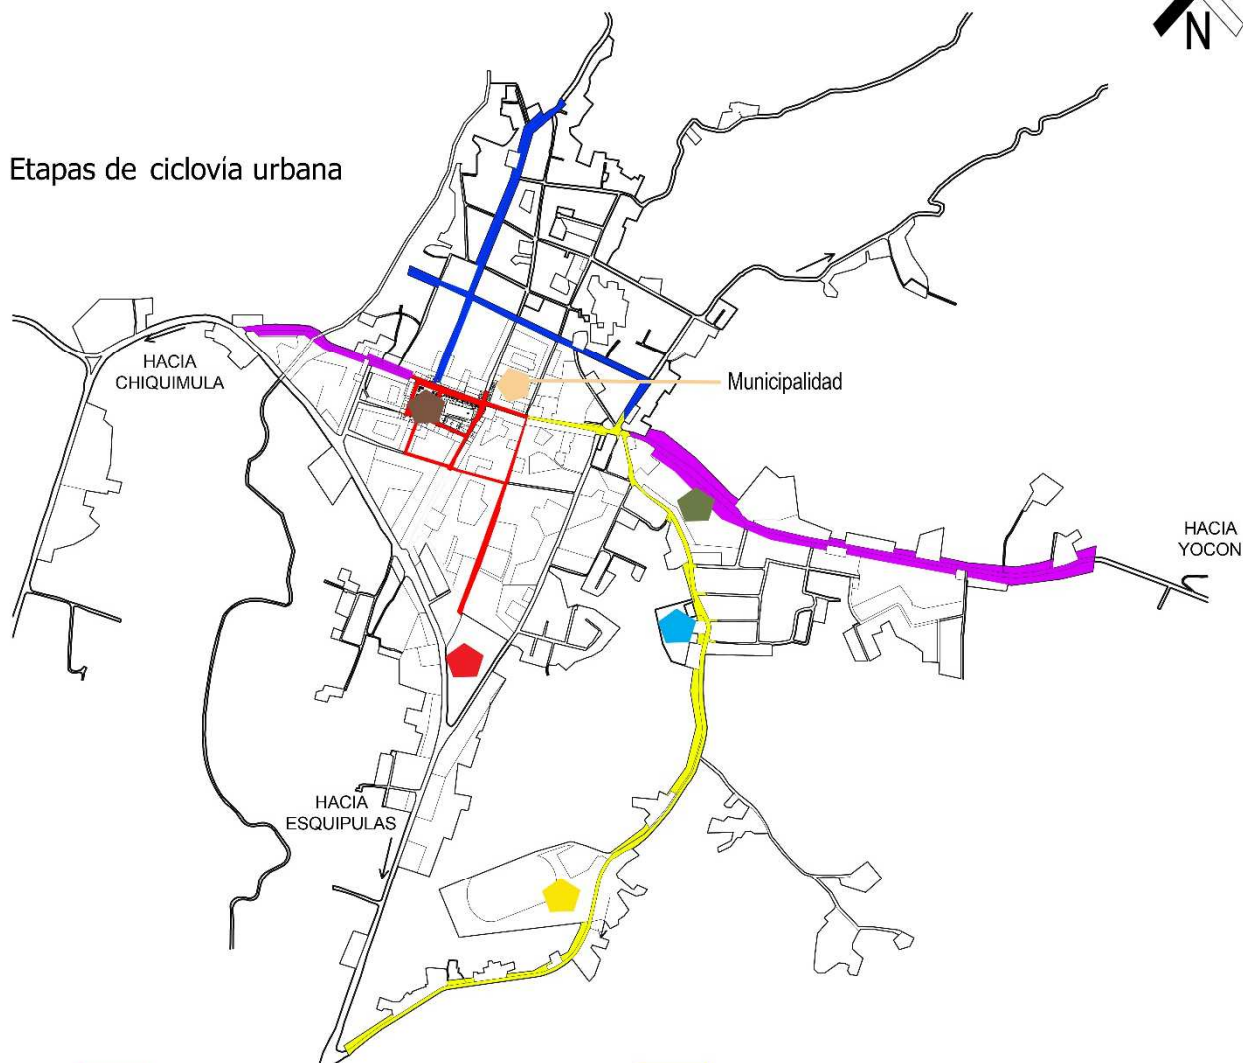 N
Etapas de ciclovía urbana
HACIA
CHIQUIMULA
Municipalidad
HACIA
YOCON
HACIA
ESQUIPULAS